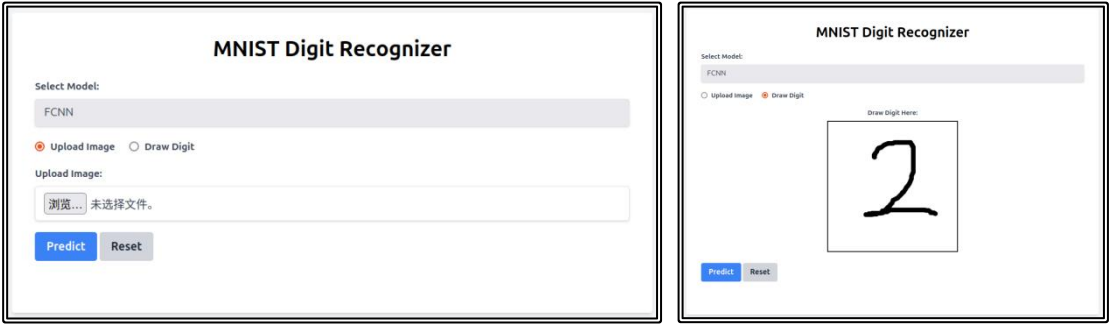 MNIST Digit Recognizer
Select Model:
FCNN
Upload Image Draw Digit
Upload Image:
浏览... 未选择文件。
Predict Reset
MNIST Digit Recognizer
Select Model:
FCNN
Upload Image Draw Digit
Draw Digit Here:
2
Predict Reset